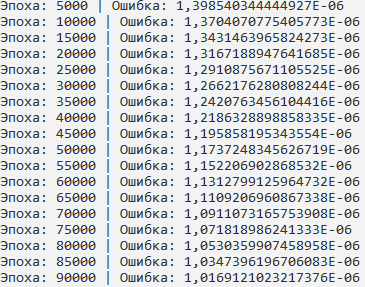 Эпоха: 5000 | Ошибка: 1,398540344444927E-06
Эпоха: 10000 | Ошибка: 1,3704070775405773E-06
Эпоха: 15000 | Ошибка: 1,3431463965824273E-06
Эпоха: 20000 | Ошибка: 1,3167188947641685E-06
Эпоха: 25000 | Ошибка: 1,2910875671105525E-06
Эпоха: 30000 | Ошибка: 1,2662176280808244E-06
Эпоха: 35000 | Ошибка: 1,2420763456104416E-06
Эпоха: 40000 | Ошибка: 1,2186328898858335E-06
Эпоха: 45000 | Ошибка: 1,195858195343554E-06
Эпоха: 50000 | Ошибка: 1,1737248345626719E-06
Эпоха: 55000 | Ошибка: 1,152206902868532E-06
Эпоха: 60000 | Ошибка: 1,1312799125964732E-06
Эпоха: 65000 | Ошибка: 1,1109206960867338E-06
Эпоха: 70000 | Ошибка: 1,0911073165753908E-06
Эпоха: 75000 | Ошибка: 1,071818986241333E-06
Эпоха: 80000 | Ошибка: 1,0530359907458958E-06
Эпоха: 85000 | Ошибка: 1,0347396196706083E-06
Эпоха: 90000 | Ошибка: 1,0169121023217376E-06